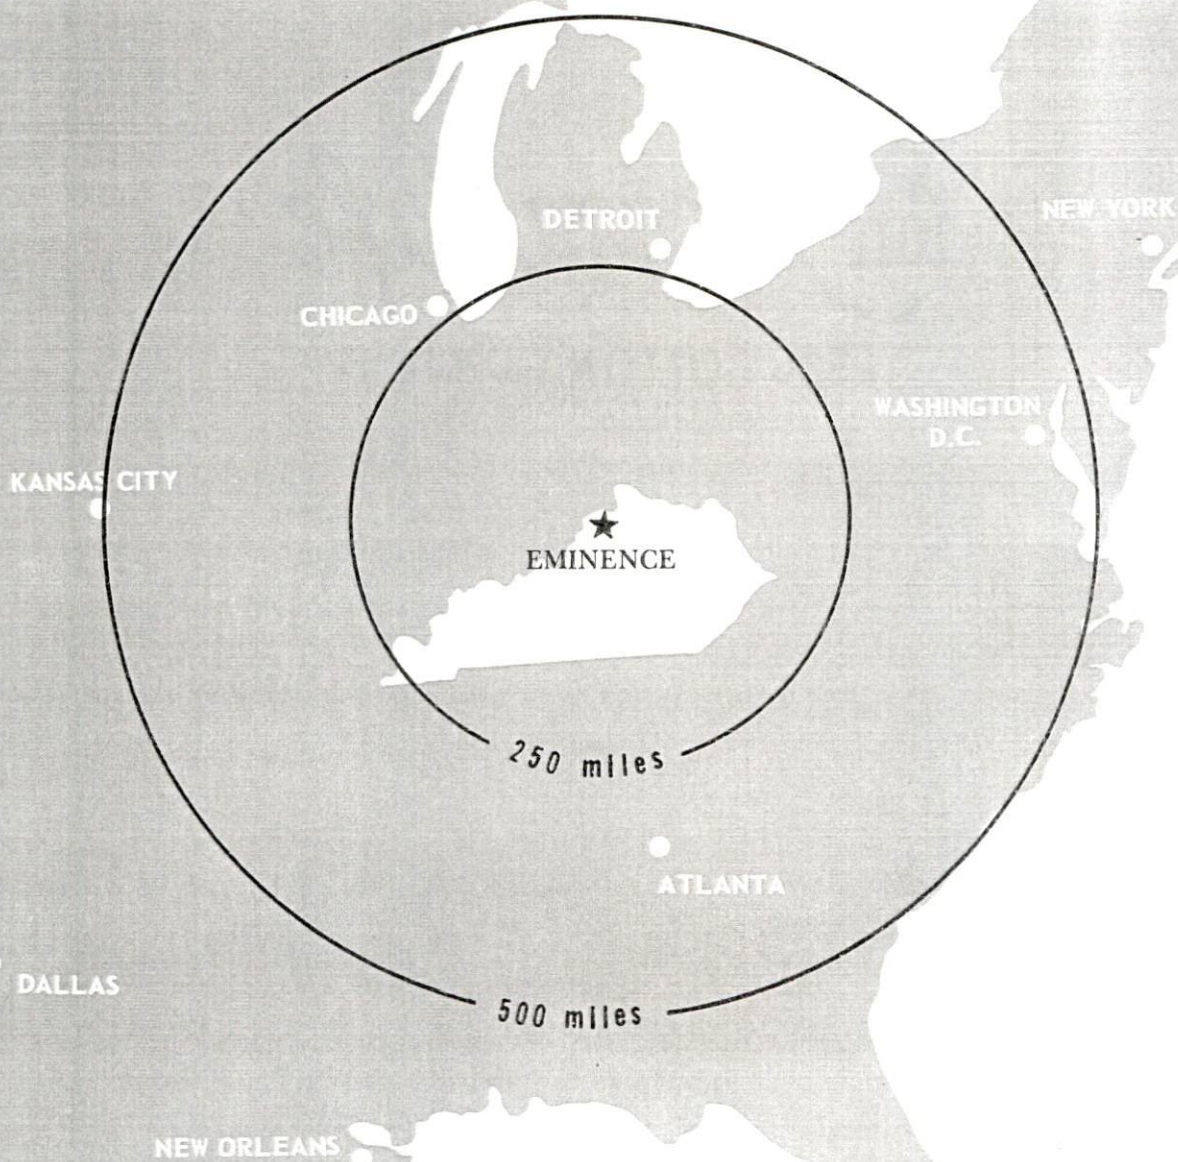 DETROIT
NEW YORK
CHICAGO
WASHINGTON
D.C.
KANSAS CITY
EMINENCE
250 miles
ATLANTA
DALLAS
500 miles
NEW ORLEANS